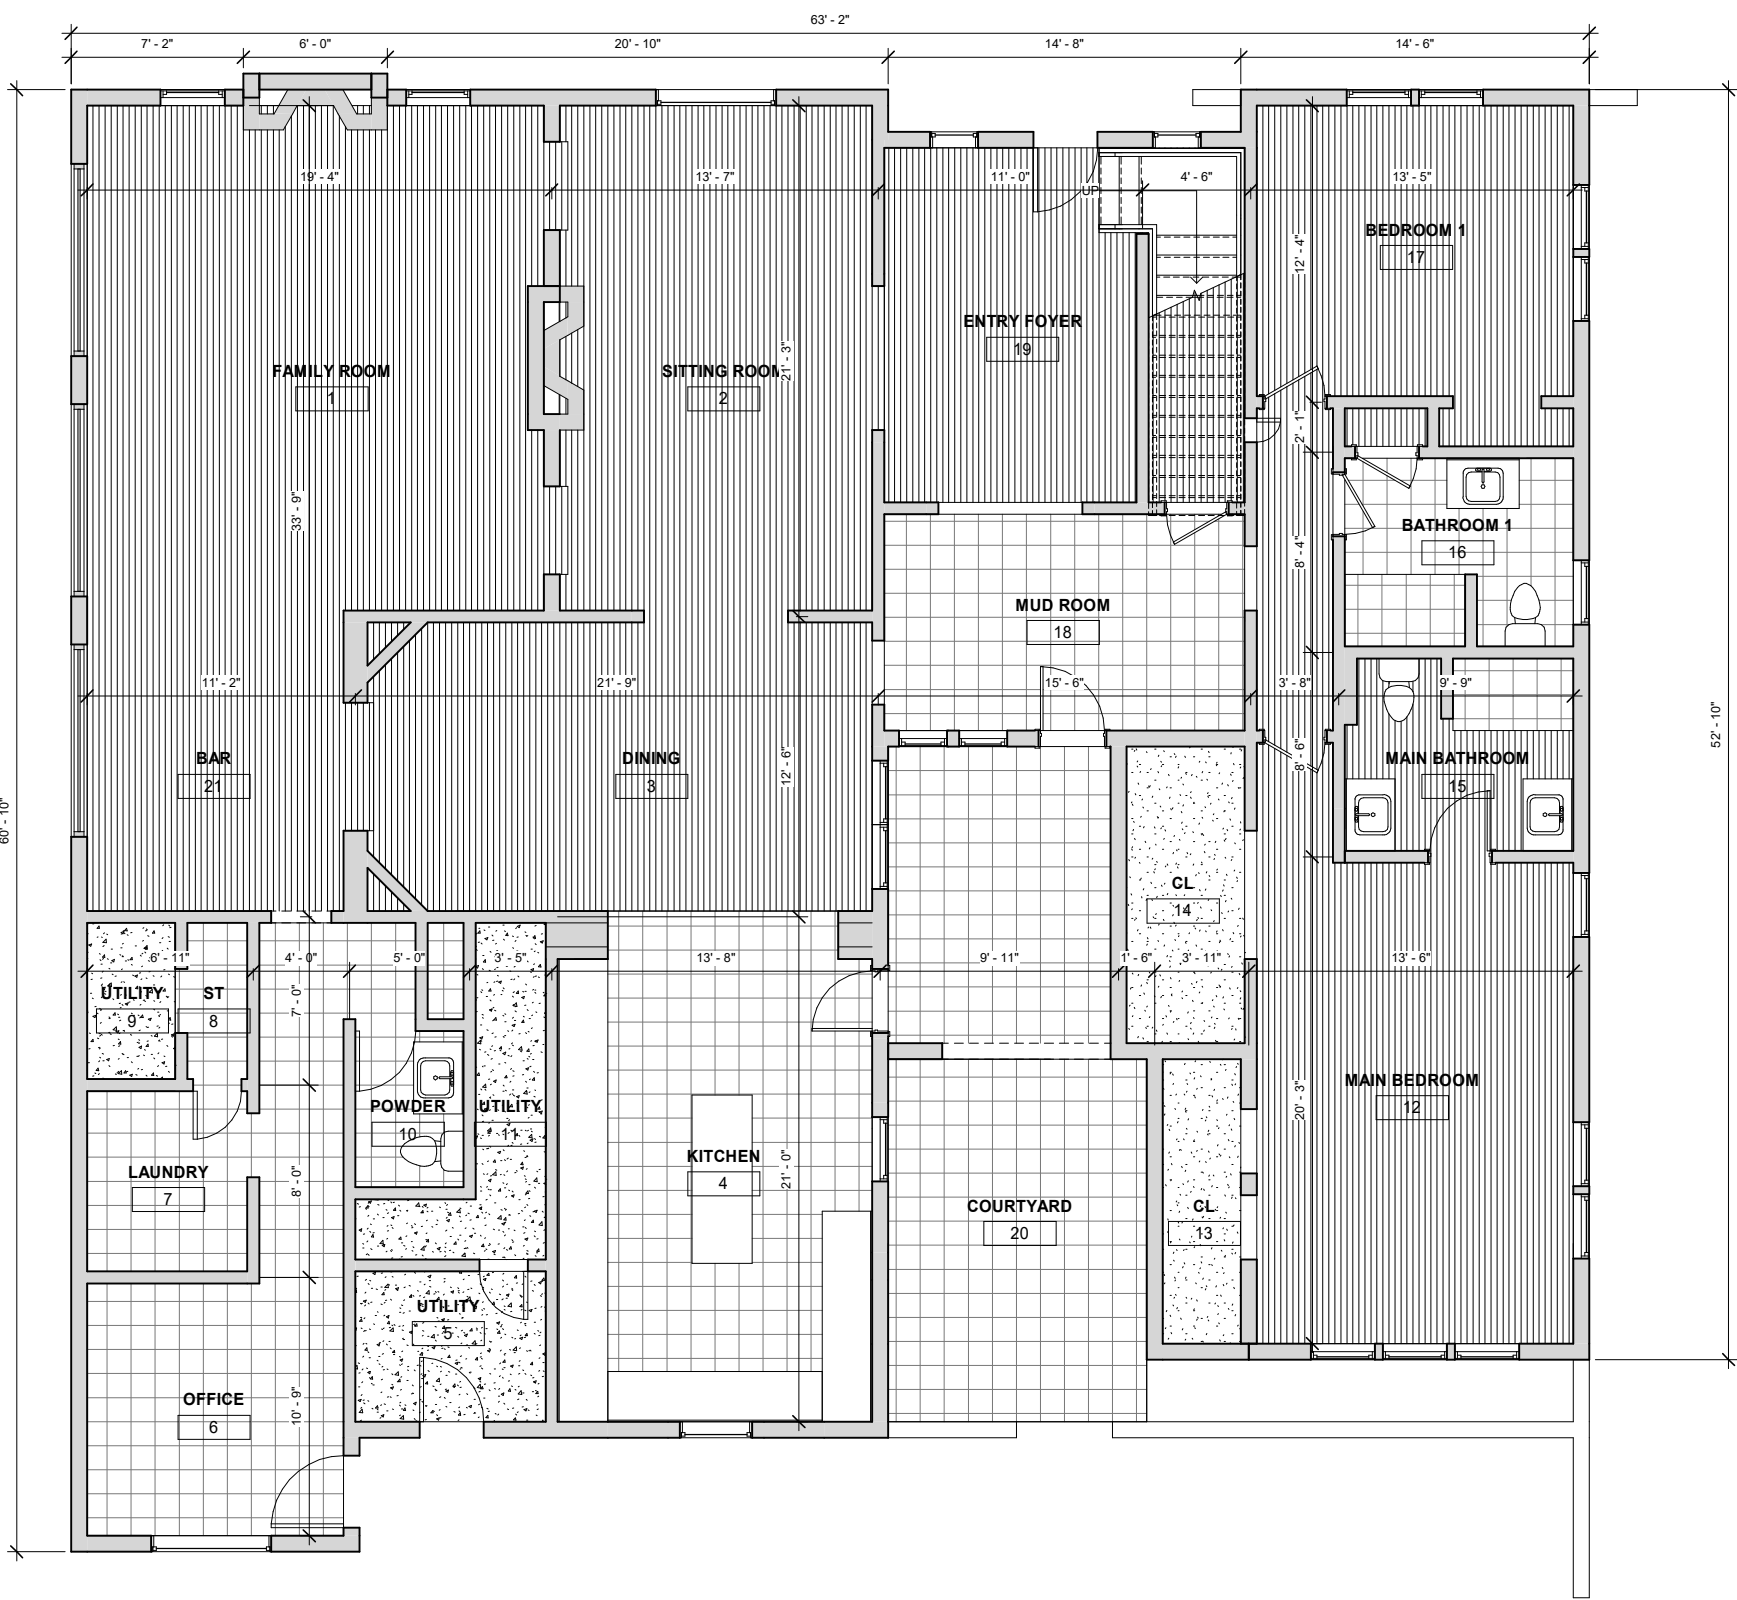 63' - 2"
7' - 2" 6' - 0" 20' - 10" 14' - 8" 14' - 6"
19' - 4" 13' - 7" 11' - 0" UP 4' - 6" 13' - 5"
BEDROOM 1
17
12' - 4"
ENTRY FOYER
19
21' - 3"
FAMILY ROOM
1
SITTING ROOM
2
2' - 1"
33' - 9"
BATHROOM 1
16
8' - 4"
MUD ROOM
18
11' - 2" 21' - 9" 15' - 6" 3' - 8" 9' - 9"
52' - 10"
BAR
21
DINING
3
12' - 6"
8' - 6"
MAIN BATHROOM
15
60' - 10"
CL
14
6' - 11" 4' - 0" 5' - 0" 3' - 5" 13' - 8" 9' - 11" 1' - 6" 3' - 11" 13' - 6"
UTILITY
9
ST
8
7' - 0"
MAIN BEDROOM
12
20' - 3"
POWDER
10
UTILITY
11
KITCHEN
4
21' - 0"
LAUNDRY
7
8' - 0"
COURTYARD
20
CL
13
UTILITY
5
OFFICE
6
10' - 9"